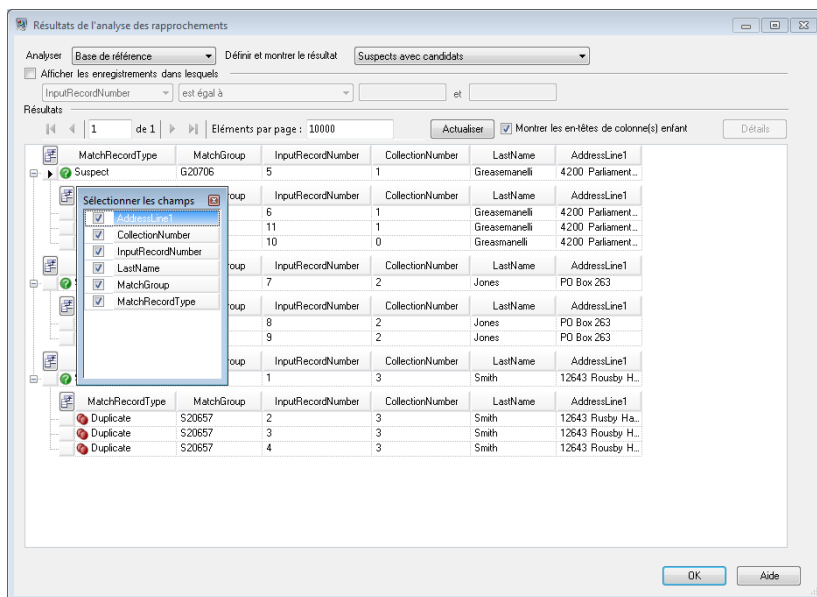 Résultats de l'analyse des rapprochements
Analyser Base de référence Définir et montrer le résultat Suspects avec candidats
Afficher les enregistrements dans lesquels
InputRecordNumber est égal à et
Résultats
1 de 1 Eléments par page : 10000 Actualiser Montrer les en-têtes de colonne(s) enfant Détails
MatchRecordType MatchGroup InputRecordNumber CollectionNumber LastName AddressLine1
Suspect G20706 5 1 Greasemanelli 4200 Parliament...
Sélectionner les champs
AddressLine1
CollectionNumber
InputRecordNumber
LastName
MatchGroup
MatchRecordType
oup InputRecordNumber CollectionNumber LastName AddressLine1
6 1 Greasemanelli 4200 Parliament...
11 1 Greasemanelli 4200 Parliament...
10 0 Greasmanelli 4200 Parliament...
oup InputRecordNumber CollectionNumber LastName AddressLine1
7 2 Jones PO Box 263
oup InputRecordNumber CollectionNumber LastName AddressLine1
8 2 Jones PO Box 263
9 2 Jones PO Box 263
oup InputRecordNumber CollectionNumber LastName AddressLine1
1 3 Smith 12643 Rousby H...
MatchRecordType MatchGroup InputRecordNumber CollectionNumber LastName AddressLine1
Duplicate S20657 2 3 Smith 12643 Rusby Ha...
Duplicate S20657 3 3 Smith 12643 Rousby H...
Duplicate S20657 4 3 Smith 12643 Rousby H...
OK Aide